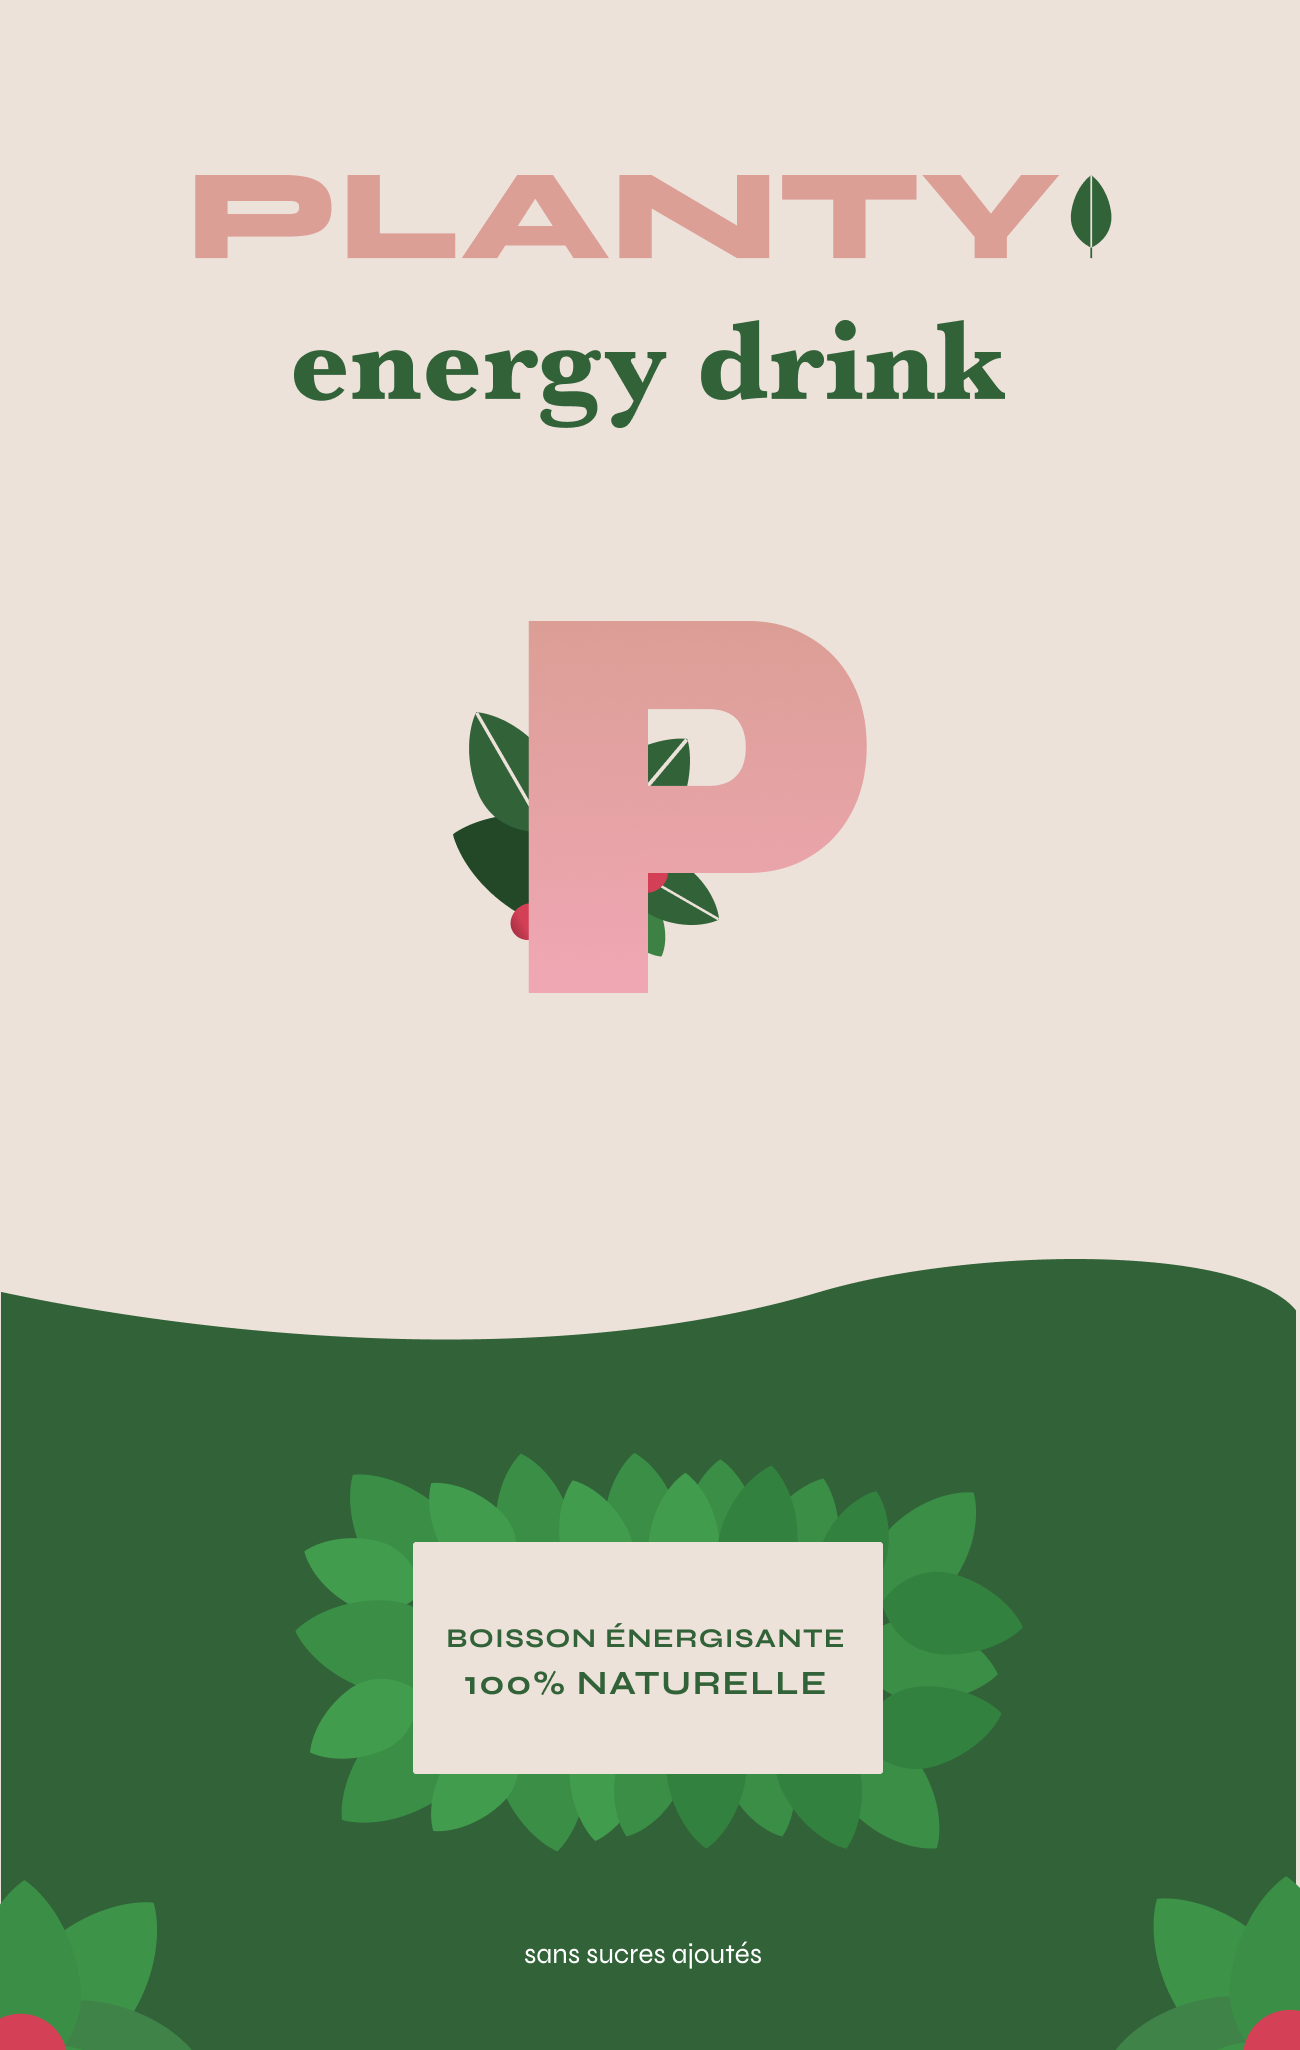 PLANTY
energy drink
P
BOISSON ÉNERGISANTE
100% NATURELLE
sans sucres ajoutés